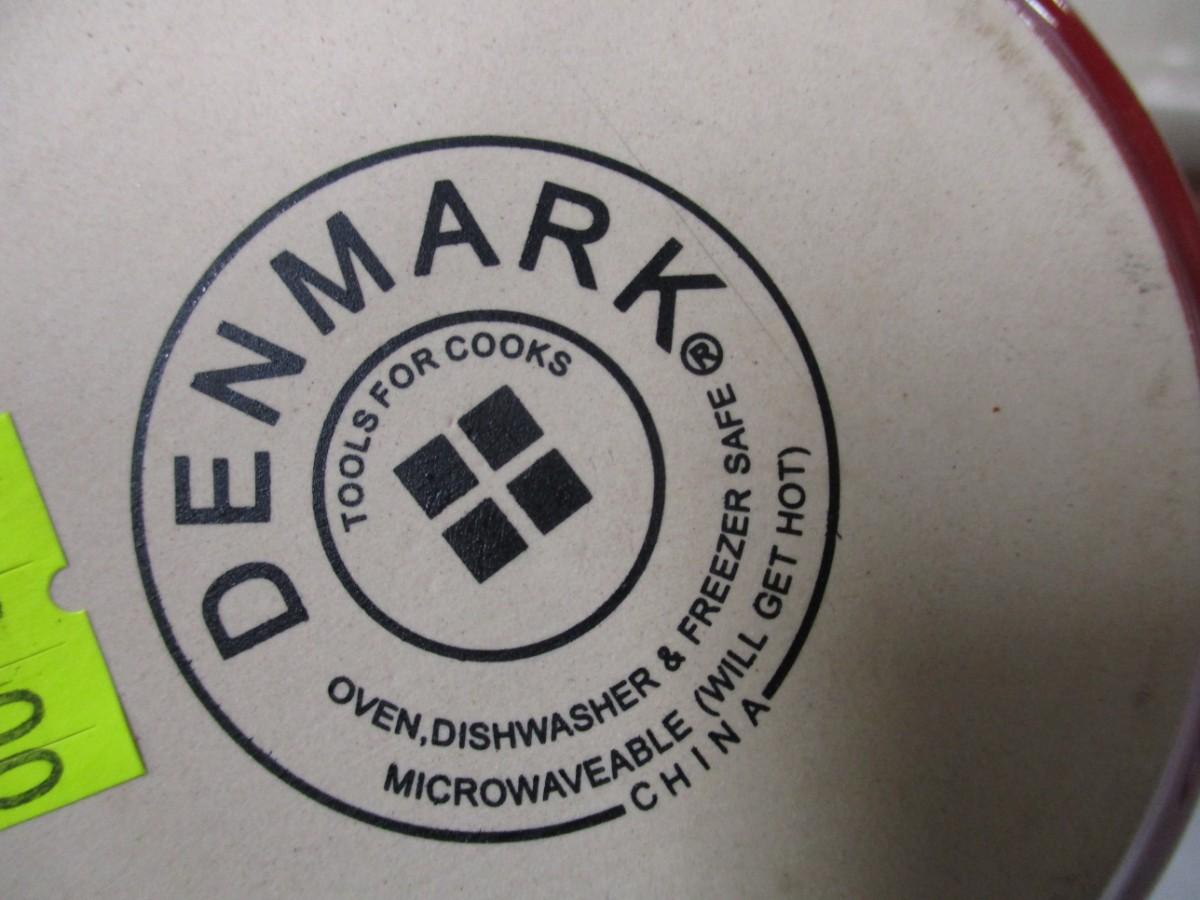 DENMARK®
TOOLS FOR COOKS
OVEN,DISHWASHER & FREEZER SAFE
MICROWAVEABLE (WILL GET HOT)
CHINA